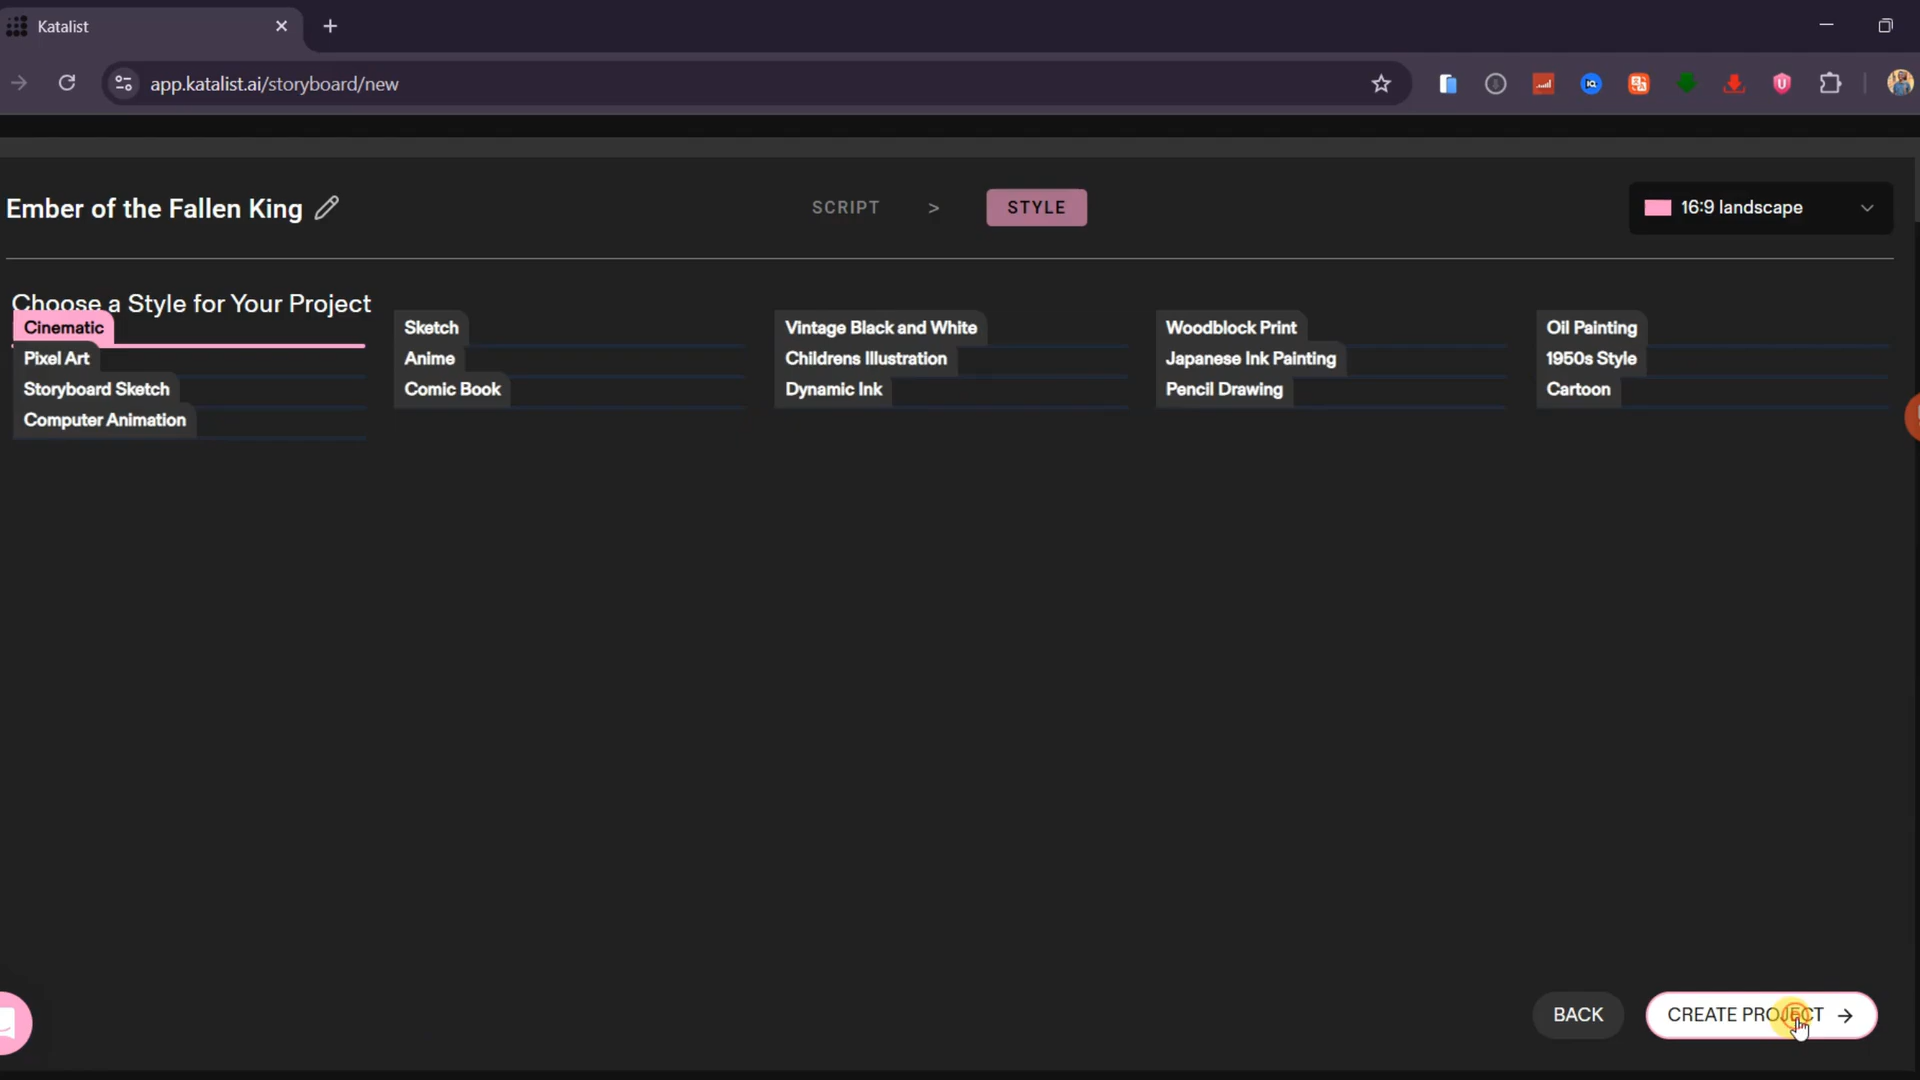 Katalist
app.katalist.ai/storyboard/new
Ember of the Fallen King
SCRIPT > STYLE
16:9 landscape
Choose a Style for Your Project
Cinematic Sketch Vintage Black and White Woodblock Print Oil Painting
Pixel Art Anime Childrens Illustration Japanese Ink Painting 1950s Style
Storyboard Sketch Comic Book Dynamic Ink Pencil Drawing Cartoon
Computer Animation
BACK CREATE PROJECT →